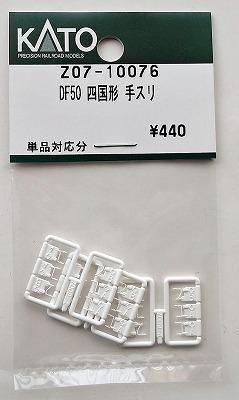 KATO
PRECISION RAILROAD MODELS
Z07-10076
DF50 四国形 手スリ
¥440
単品対応分